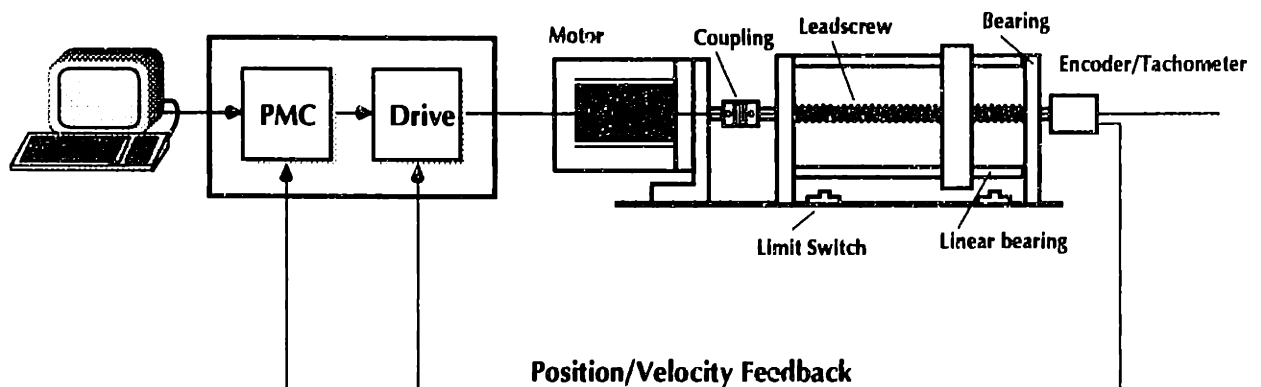 Bearing
Leadscrew
Motor
Coupling
Encoder/Tachometer
PMC
Drive
Limit Switch
Linear bearing
Position/Velocity Feedback